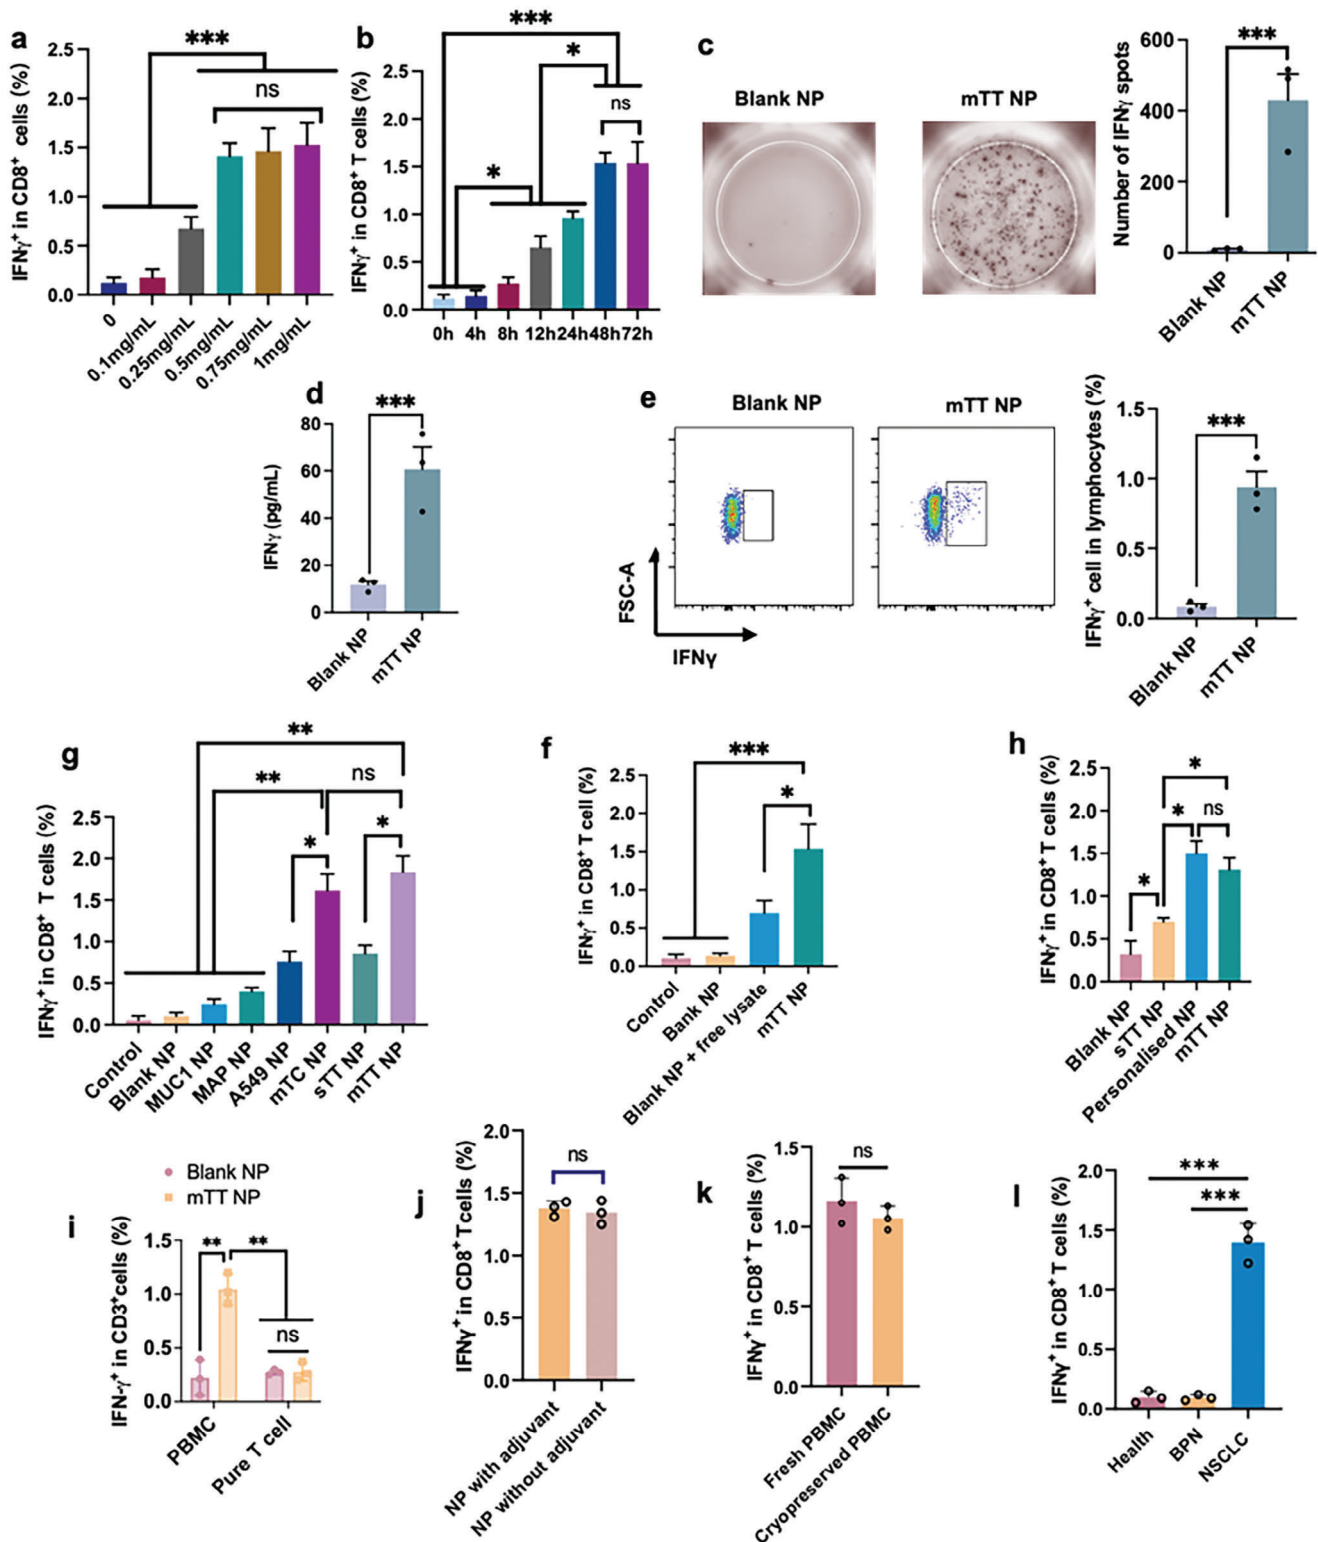 a
***
ns
IFNγ+ in CD8+ cells (%)
2.5
2.0
1.5
1.0
0.5
0.0
0
0.1mg/mL
0.25mg/mL
0.5mg/mL
0.75mg/mL
1mg/mL
b
***
*
ns
*
IFNγ+ in CD8+ T cells (%)
2.5
2.0
1.5
1.0
0.5
0.0
0h 4h 8h 12h 24h 48h 72h
c
Blank NP
mTT NP
***
Number of IFNγ spots
600
400
200
0
Blank NP
mTT NP
d
***
IFNγ (pg/mL)
80
60
40
20
0
Blank NP
mTT NP
e
Blank NP
mTT NP
FSC-A
IFNγ
***
IFNγ+ cell in lymphocytes (%)
1.5
1.0
0.5
0.0
Blank NP
mTT NP
g
**
**
ns
*
*
IFNγ+ in CD8+ T cells (%)
2.5
2.0
1.5
1.0
0.5
0.0
Control
Blank NP
MUC1 NP
MAP NP
A549 NP
mTC NP
sTT NP
mTT NP
f
***
*
IFNγ+ in CD8+ T cell (%)
2.5
2.0
1.5
1.0
0.5
0.0
Control
Bank NP
Blank NP + free lysate
mTT NP
h
*
*
ns
*
IFNγ+ in CD8+ T cells (%)
2.5
2.0
1.5
1.0
0.5
0.0
Blank NP
sTT NP
Personalised NP
mTT NP
i
Blank NP
mTT NP
**
**
ns
IFN-γ+ in CD3+cells (%)
1.5
1.0
0.5
0.0
PBMC
Pure T cell
j
ns
IFNγ+ in CD8+ T cells (%)
2.0
1.5
1.0
0.5
0.0
NP with adjuvant
NP without adjuvant
k
ns
IFNγ+ in CD8+ T cells (%)
1.5
1.0
0.5
0.0
Fresh PBMC
Cryopreserved PBMC
l
***
***
IFNγ+ in CD8+ T cells (%)
2.0
1.5
1.0
0.5
0.0
Health
BPN
NSCLC